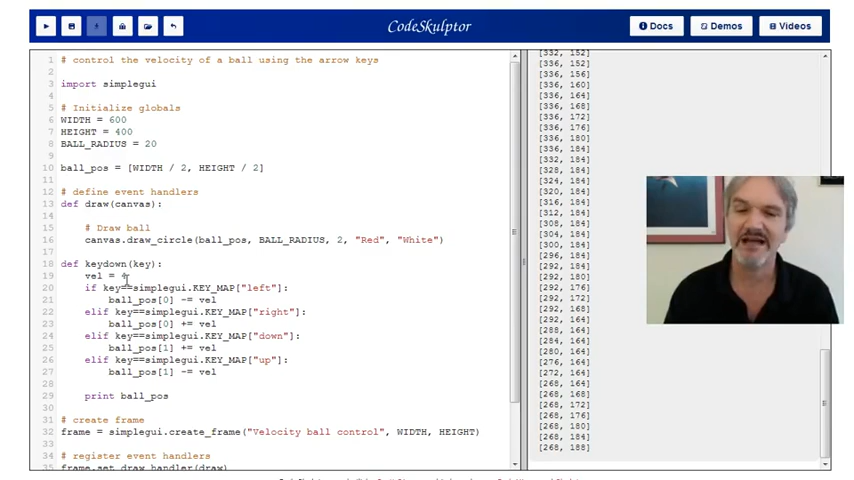 CodeSkulptor
Docs
Demos
Videos
1 # control the velocity of a ball using the arrow keys
2
3 import simplegui
4
5 # Initialize globals
6 WIDTH = 600
7 HEIGHT = 400
8 BALL_RADIUS = 20
9
10 ball_pos = [WIDTH / 2, HEIGHT / 2]
11
12 # define event handlers
13 def draw(canvas):
14
15 # Draw ball
16 canvas.draw_circle(ball_pos, BALL_RADIUS, 2, "Red", "White")
17
18 def keydown(key):
19 vel = 4
20 if key==simplegui.KEY_MAP["left"]:
21 ball_pos[0] -= vel
22 elif key==simplegui.KEY_MAP["right"]:
23 ball_pos[0] += vel
24 elif key==simplegui.KEY_MAP["down"]:
25 ball_pos[1] += vel
26 elif key==simplegui.KEY_MAP["up"]:
27 ball_pos[1] -= vel
28
29 print ball_pos
30
31 # create frame
32 frame = simplegui.create_frame("Velocity ball control", WIDTH, HEIGHT)
33
34 # register event handlers
35 frame.set_draw_handler(draw)
[332, 152]
[336, 152]
[336, 156]
[336, 160]
[336, 164]
[336, 168]
[336, 172]
[336, 176]
[336, 180]
[336, 184]
[332, 184]
[328, 184]
[324, 184]
[320, 184]
[316, 184]
[312, 184]
[308, 184]
[304, 184]
[300, 184]
[296, 184]
[292, 184]
[292, 180]
[292, 176]
[292, 172]
[292, 168]
[292, 164]
[288, 164]
[284, 164]
[280, 164]
[276, 164]
[272, 164]
[268, 164]
[268, 168]
[268, 172]
[268, 176]
[268, 180]
[268, 184]
[268, 188]